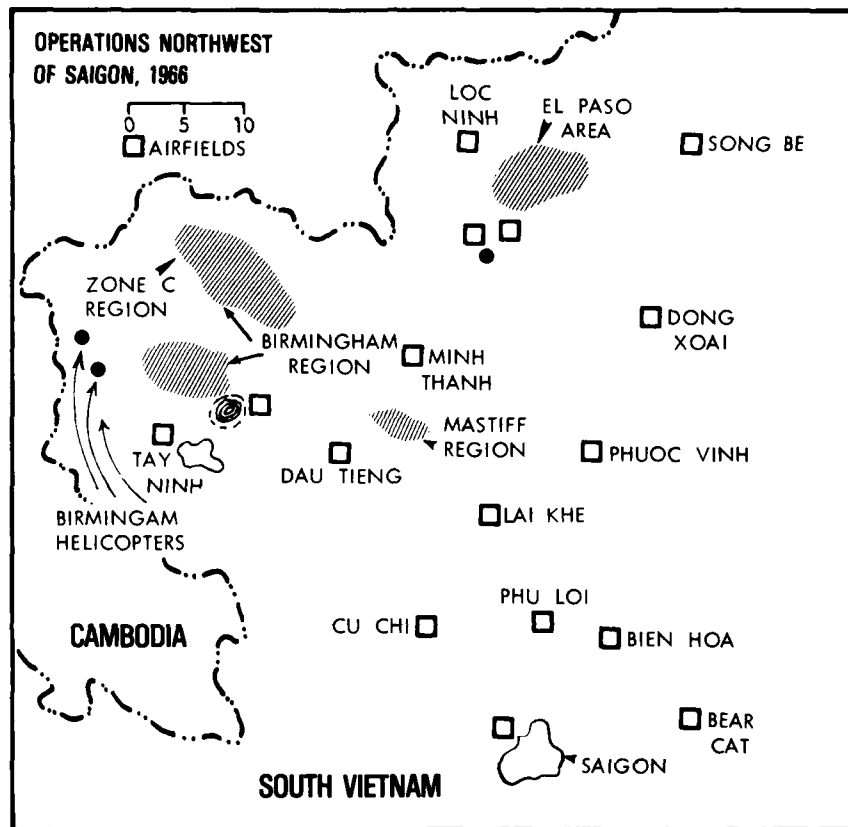 OPERATIONS NORTHWEST
OF SAIGON, 1966
0 5 10
AIRFIELDS
LOC
NINH
EL PASO
AREA
SONG BE
ZONE C
REGION
BIRMINGHAM
REGION
MINH
THANH
DONG
XOAI
MASTIFF
REGION
TAY
NINH
DAU TIENG
PHUOC VINH
BIRMINGAM
HELICOPTERS
LAI KHE
PHU LOI
CAMBODIA
CU CHI
BIEN HOA
BEAR
CAT
SAIGON
SOUTH VIETNAM